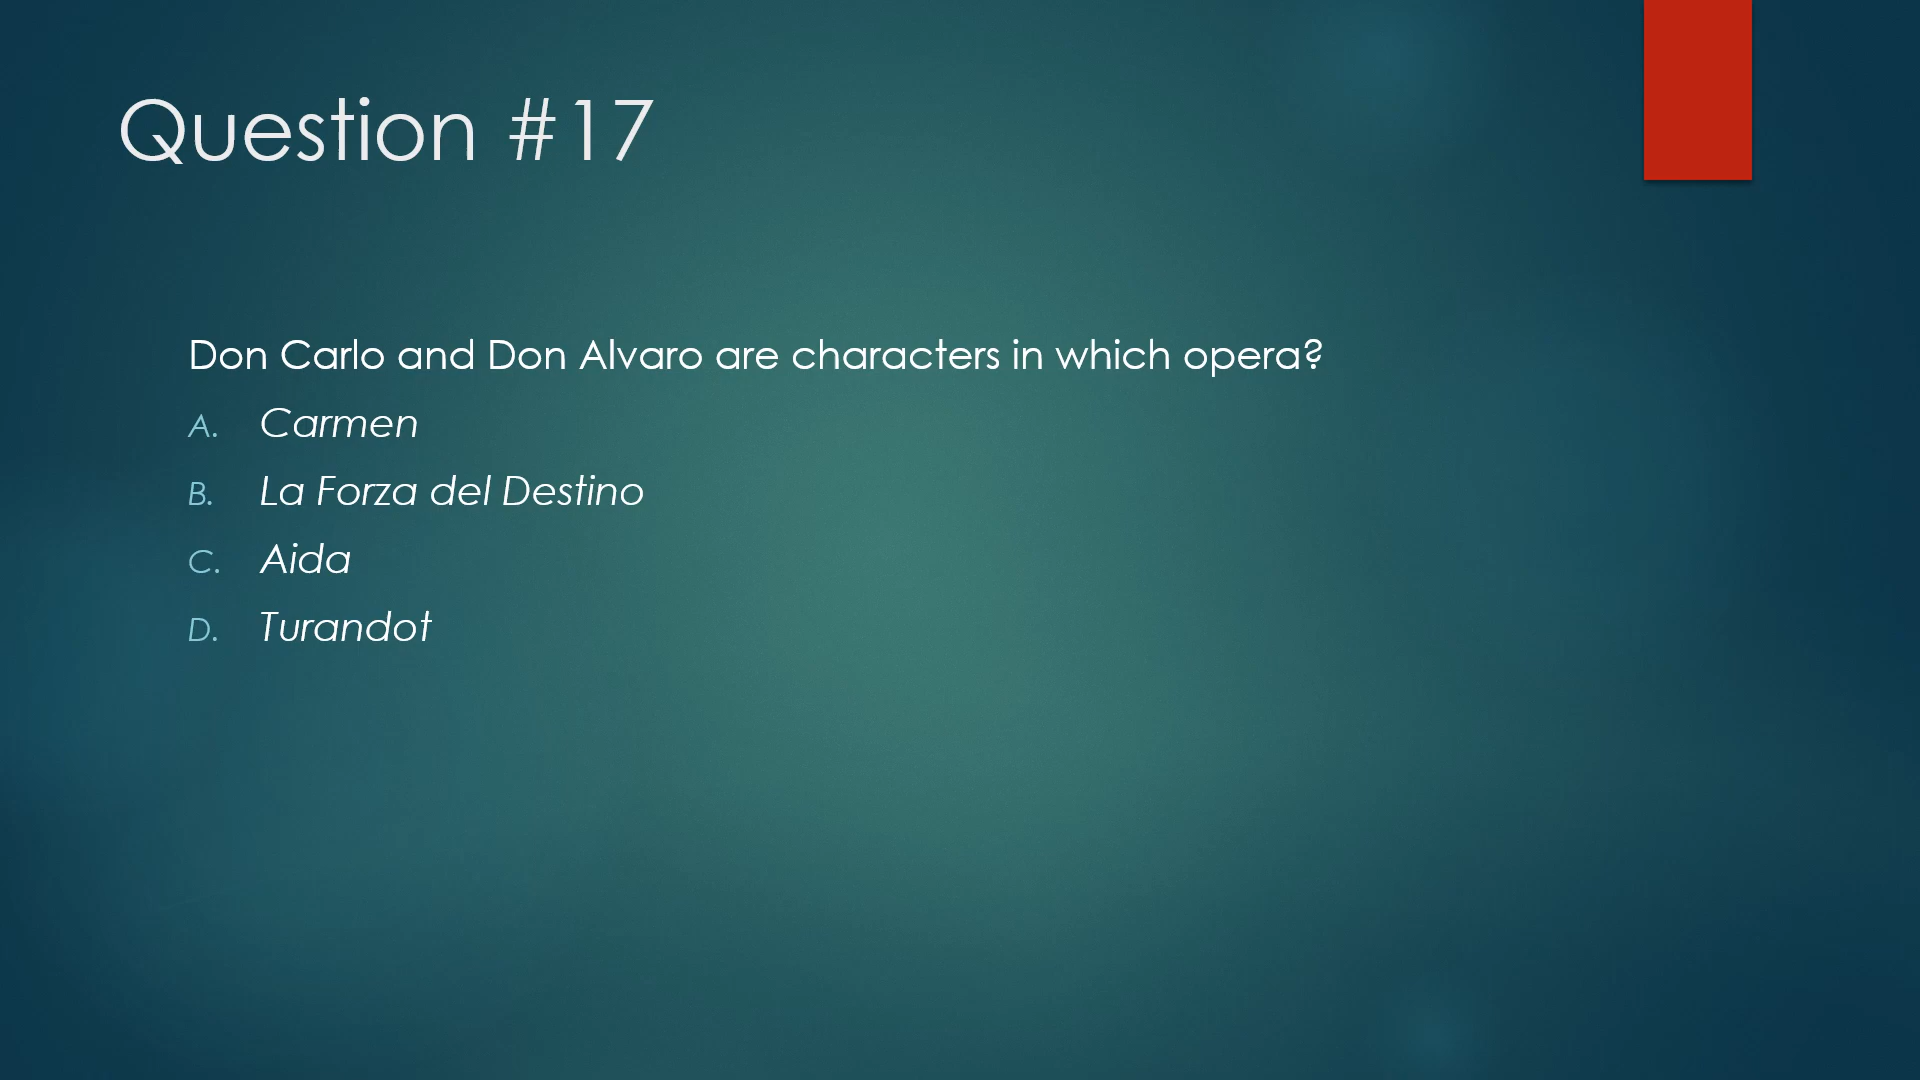 Question #17
Don Carlo and Don Alvaro are characters in which opera?
A. Carmen
B. La Forza del Destino
C. Aida
D. Turandot